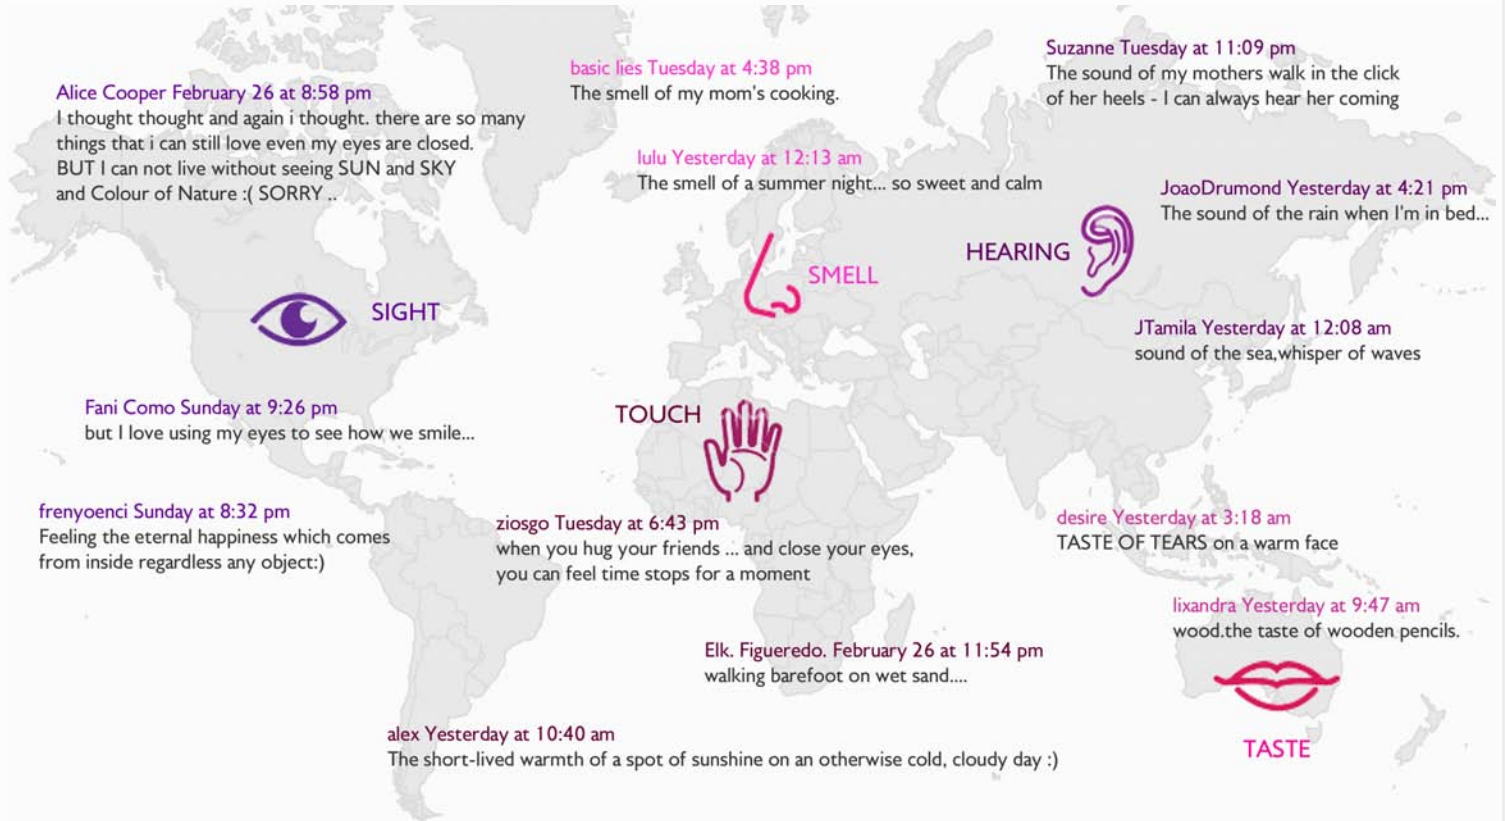 Alice Cooper February 26 at 8:58 pm
I thought thought and again i thought. there are so many
things that i can still love even my eyes are closed.
BUT I can not live without seeing SUN and SKY
and Colour of Nature :( SORRY ..
SIGHT
Fani Como Sunday at 9:26 pm
but I love using my eyes to see how we smile...
frenyoenci Sunday at 8:32 pm
Feeling the eternal happiness which comes
from inside regardless any object:)
basic lies Tuesday at 4:38 pm
The smell of my mom's cooking.
lulu Yesterday at 12:13 am
The smell of a summer night... so sweet and calm
SMELL
Suzanne Tuesday at 11:09 pm
The sound of my mothers walk in the click
of her heels - I can always hear her coming
JoaoDrumond Yesterday at 4:21 pm
The sound of the rain when I'm in bed...
HEARING
JTamila Yesterday at 12:08 am
sound of the sea,whisper of waves
TOUCH
ziosgo Tuesday at 6:43 pm
when you hug your friends ... and close your eyes,
you can feel time stops for a moment
Elk. Figueredo. February 26 at 11:54 pm
walking barefoot on wet sand....
alex Yesterday at 10:40 am
The short-lived warmth of a spot of sunshine on an otherwise cold, cloudy day :)
desire Yesterday at 3:18 am
TASTE OF TEARS on a warm face
lixandra Yesterday at 9:47 am
wood.the taste of wooden pencils.
TASTE